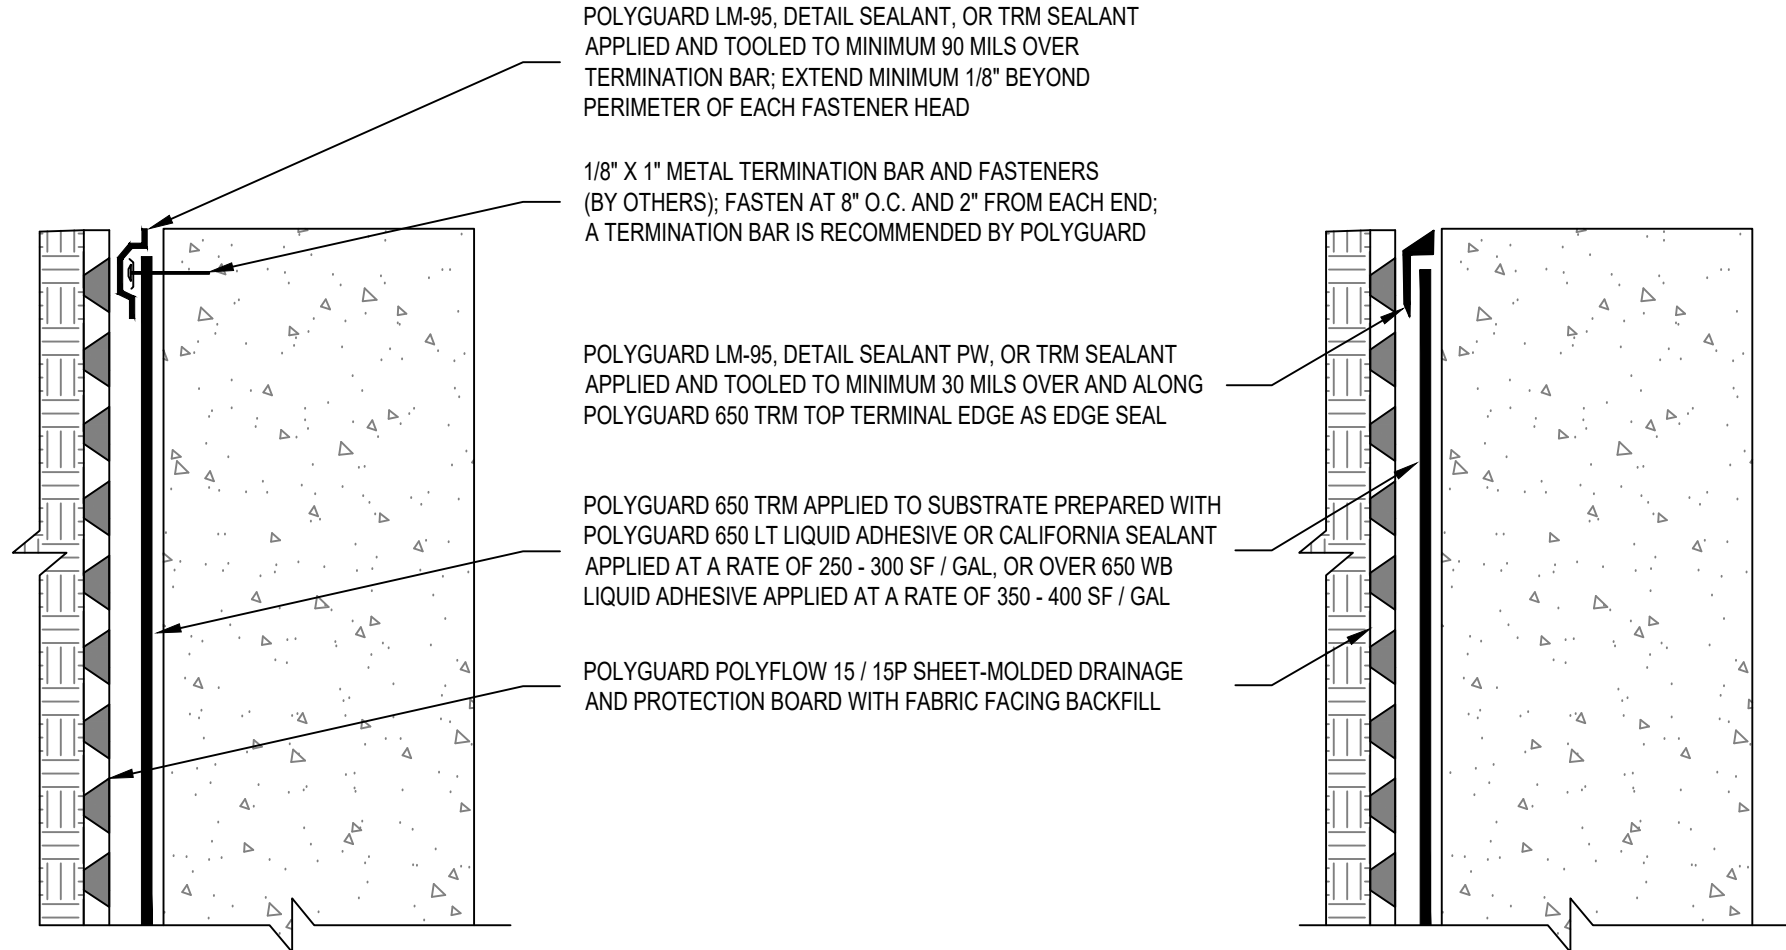 POLYGUARD LM-95, DETAIL SEALANT, OR TRM SEALANT
APPLIED AND TOOLED TO MINIMUM 90 MILS OVER
TERMINATION BAR; EXTEND MINIMUM 1/8" BEYOND
PERIMETER OF EACH FASTENER HEAD
1/8" X 1" METAL TERMINATION BAR AND FASTENERS
(BY OTHERS); FASTEN AT 8" O.C. AND 2" FROM EACH END;
A TERMINATION BAR IS RECOMMENDED BY POLYGUARD
POLYGUARD LM-95, DETAIL SEALANT PW, OR TRM SEALANT
APPLIED AND TOOLED TO MINIMUM 30 MILS OVER AND ALONG
POLYGUARD 650 TRM TOP TERMINAL EDGE AS EDGE SEAL
POLYGUARD 650 TRM APPLIED TO SUBSTRATE PREPARED WITH
POLYGUARD 650 LT LIQUID ADHESIVE OR CALIFORNIA SEALANT
APPLIED AT A RATE OF 250 - 300 SF / GAL, OR OVER 650 WB
LIQUID ADHESIVE APPLIED AT A RATE OF 350 - 400 SF / GAL
POLYGUARD POLYFLOW 15 / 15P SHEET-MOLDED DRAINAGE
AND PROTECTION BOARD WITH FABRIC FACING BACKFILL